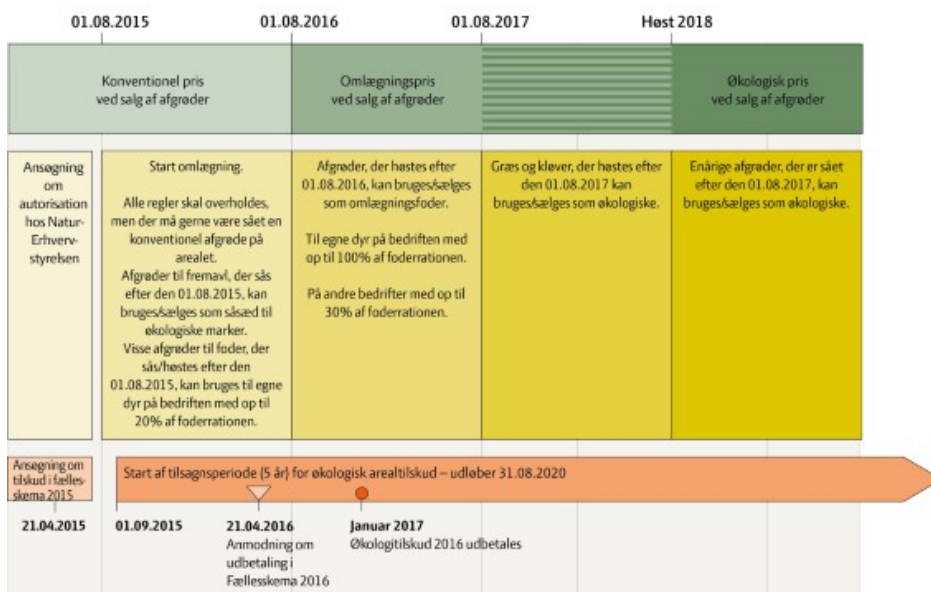 01.08.2015
01.08.2016
01.08.2017
Høst 2018
Konventionel pris
ved salg af afgrøder
Omlægningspris
ved salg af afgrøder
Økologisk pris
ved salg af afgrøder
Ansøgning
om
autorisation
hos Natur-
Erhverv-
styrelsen
Start omlægning.
Alle regler skal overholdes,
men der må gerne være sået en
konventionel afgrøde på
arealet.
Afgrøder til fremavl, der sås
efter den 01.08.2015, kan
bruges/sælges som såsæd til
økologiske marker.
Visse afgrøder til foder, der
sås/høstes efter den
01.08.2015, kan bruges til egne
dyr på bedriften med op til
20% af foderrationen.
Afgrøder, der høstes efter
01.08.2016, kan bruges/sælges
som omlægningsfoder.
Til egne dyr på bedriften med
op til 100% af foderrationen.
På andre bedrifter med op til
30% af foderrationen.
Græs og kløver, der høstes efter
den 01.08.2017 kan
bruges/sælges som økologiske.
Enårige afgrøder, der er sået
efter den 01.08.2017, kan
bruges/sælges som økologiske.
Ansøgning om
tilskud i fælles-
skema 2015
Start af tilsagnsperiode (5 år) for økologisk arealtilskud – udløber 31.08.2020
21.04.2015
01.09.2015
21.04.2016
Anmodning om
udbetaling i
Fællesskema 2016
Januar 2017
Økologitilskud 2016 udbetales